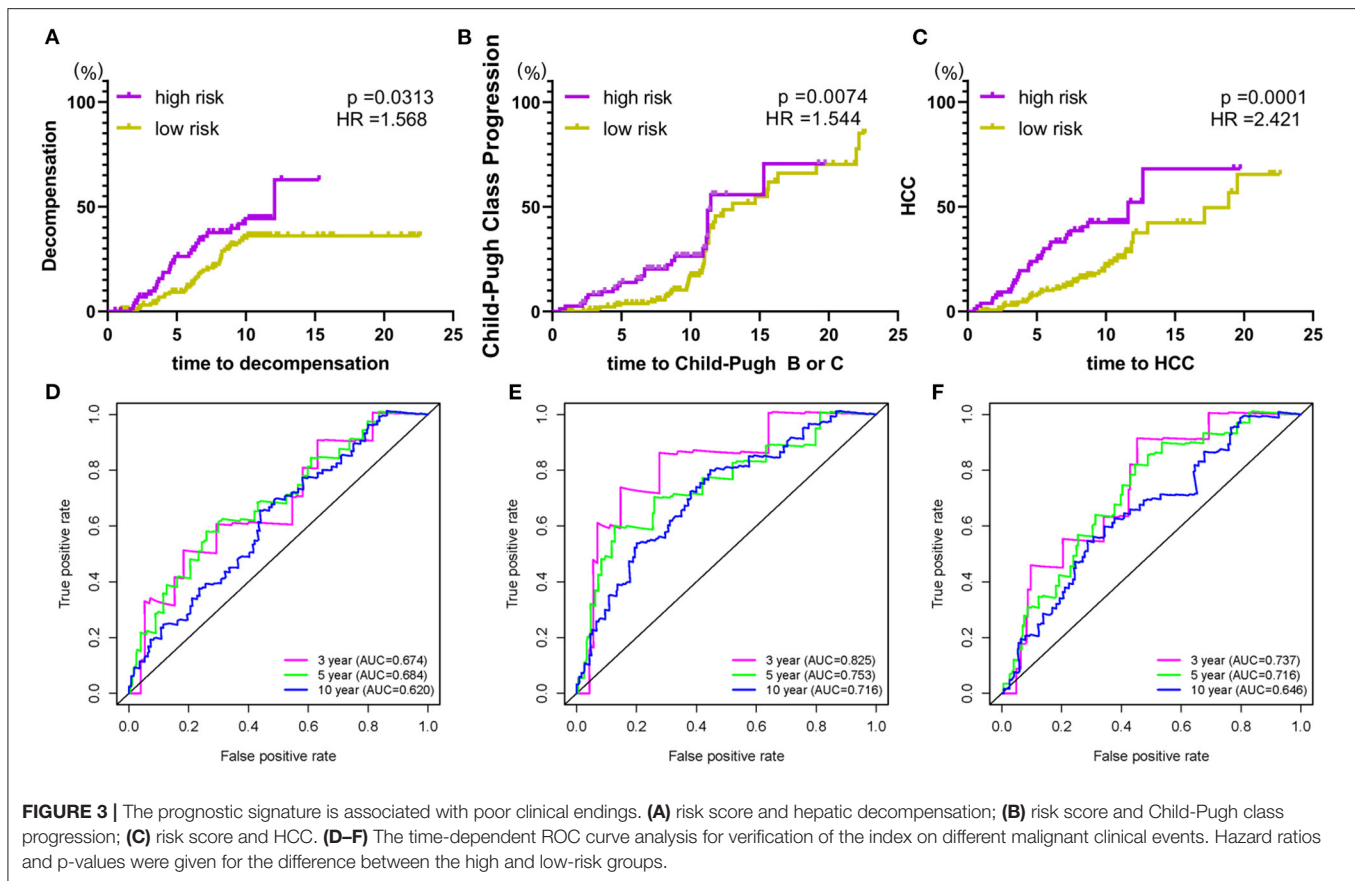 A
(%)
100
50
0
Decompensation
high risk
low risk
p =0.0313
HR =1.568
0 5 10 15 20 25
time to decompensation
B
(%)
100
50
0
Child-Pugh Class Progression
high risk
low risk
p =0.0074
HR =1.544
0 5 10 15 20 25
time to Child-Pugh B or C
C
(%)
100
50
0
HCC
high risk
low risk
p =0.0001
HR =2.421
0 5 10 15 20 25
time to HCC
D
1.0
0.8
0.6
0.4
0.2
0.0
True positive rate
3 year (AUC=0.674)
5 year (AUC=0.684)
10 year (AUC=0.620)
0.0 0.2 0.4 0.6 0.8 1.0
False positive rate
E
1.0
0.8
0.6
0.4
0.2
0.0
True positive rate
3 year (AUC=0.825)
5 year (AUC=0.753)
10 year (AUC=0.716)
0.0 0.2 0.4 0.6 0.8 1.0
False positive rate
F
1.0
0.8
0.6
0.4
0.2
0.0
True positive rate
3 year (AUC=0.737)
5 year (AUC=0.716)
10 year (AUC=0.646)
0.0 0.2 0.4 0.6 0.8 1.0
False positive rate
FIGURE 3 | The prognostic signature is associated with poor clinical endings. (A) risk score and hepatic decompensation; (B) risk score and Child-Pugh class
progression; (C) risk score and HCC. (D–F) The time-dependent ROC curve analysis for verification of the index on different malignant clinical events. Hazard ratios
and p-values were given for the difference between the high and low-risk groups.